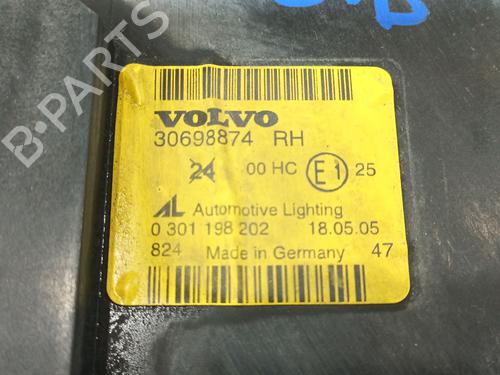 VOLVO
30698874 RH
24 00 HC E1 25
AL Automotive Lighting
0 301 198 202 18.05.05
824 Made in Germany 47
B-PARTS